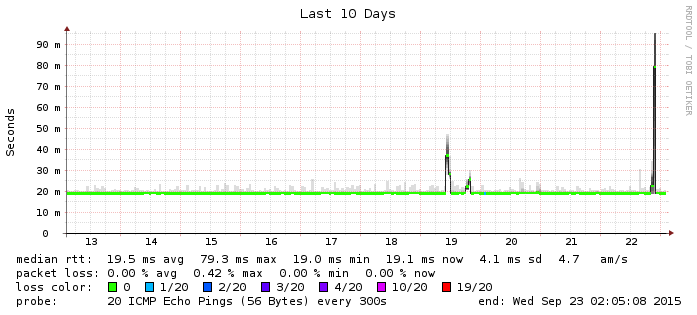 Last 10 Days
RRDTOOL / TOBI OETIKER
Seconds
90 m
80 m
70 m
60 m
50 m
40 m
30 m
20 m
10 m
0
13 14 15 16 17 18 19 20 21 22
median rtt: 19.5 ms avg 79.3 ms max 19.0 ms min 19.1 ms now 4.1 ms sd 4.7 am/s
packet loss: 0.00 % avg 0.42 % max 0.00 % min 0.00 % now
loss color: 0 1/20 2/20 3/20 4/20 10/20 19/20
probe: 20 ICMP Echo Pings (56 Bytes) every 300s end: Wed Sep 23 02:05:08 2015